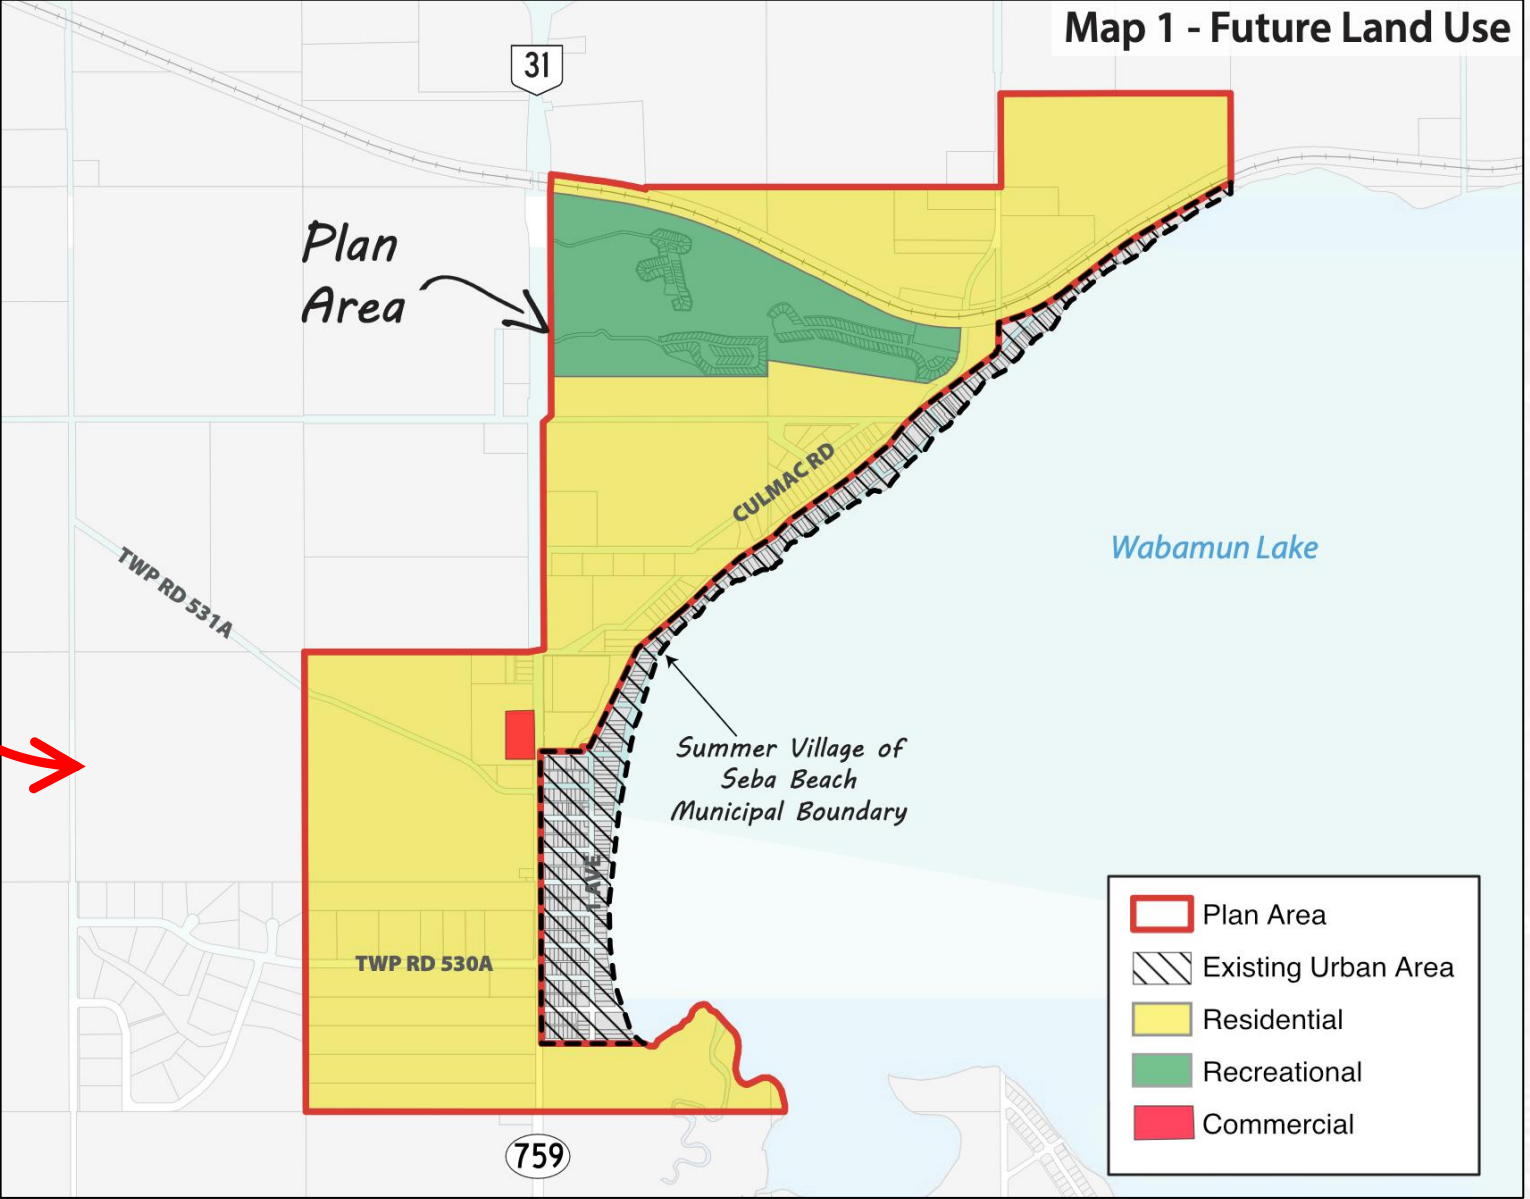 Map 1 - Future Land Use
31
Plan
Area
CULMAC RD
Wabamun Lake
TWP RD 531A
Summer Village of
Seba Beach
Municipal Boundary
1 AVE
TWP RD 530A
759
Plan Area
Existing Urban Area
Residential
Recreational
Commercial